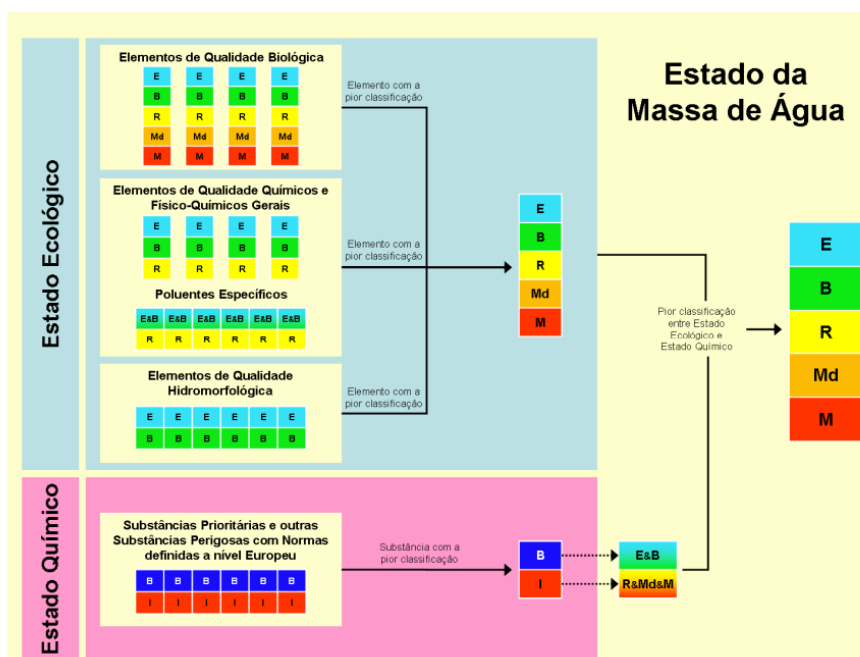 Estado da
Massa de Água
Estado Ecológico
Elementos de Qualidade Biológica
E E E E
B B B B
R R R R
Md Md Md Md
M M M M
Elemento com a
pior classificação
Elementos de Qualidade Químicos e
Físico-Químicos Gerais
E E E E
B B B B
R R R R
Poluentes Específicos
E&B E&B E&B E&B E&B E&B
R R R R R R
Elemento com a
pior classificação
Elementos de Qualidade
Hidromorfológica
E E E E E E
B B B B B B
Elemento com a
pior classificação
E
B
R
Md
M
Estado Químico
Substâncias Prioritárias e outras
Substâncias Perigosas com Normas
definidas a nível Europeu
B B B B B B
I I I I I I
Substância com a
pior classificação
B
I
E&B
R&Md&M
Pior classificação
entre Estado
Ecológico e
Estado Químico
E
B
R
Md
M